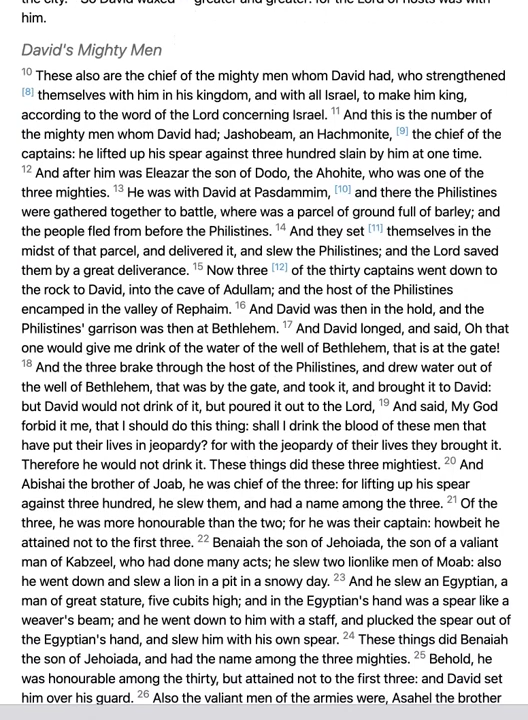 the city. So David waxed greater and greater: for the Lord of hosts was with
him.
David's Mighty Men
10 These also are the chief of the mighty men whom David had, who strengthened
[8] themselves with him in his kingdom, and with all Israel, to make him king,
according to the word of the Lord concerning Israel. 11 And this is the number of
the mighty men whom David had; Jashobeam, an Hachmonite, [9] the chief of the
captains: he lifted up his spear against three hundred slain by him at one time.
12 And after him was Eleazar the son of Dodo, the Ahohite, who was one of the
three mighties. 13 He was with David at Pasdammim, [10] and there the Philistines
were gathered together to battle, where was a parcel of ground full of barley; and
the people fled from before the Philistines. 14 And they set [11] themselves in the
midst of that parcel, and delivered it, and slew the Philistines; and the Lord saved
them by a great deliverance. 15 Now three [12] of the thirty captains went down to
the rock to David, into the cave of Adullam; and the host of the Philistines
encamped in the valley of Rephaim. 16 And David was then in the hold, and the
Philistines' garrison was then at Bethlehem. 17 And David longed, and said, Oh that
one would give me drink of the water of the well of Bethlehem, that is at the gate!
18 And the three brake through the host of the Philistines, and drew water out of
the well of Bethlehem, that was by the gate, and took it, and brought it to David:
but David would not drink of it, but poured it out to the Lord, 19 And said, My God
forbid it me, that I should do this thing: shall I drink the blood of these men that
have put their lives in jeopardy? for with the jeopardy of their lives they brought it.
Therefore he would not drink it. These things did these three mightiest. 20 And
Abishai the brother of Joab, he was chief of the three: for lifting up his spear
against three hundred, he slew them, and had a name among the three. 21 Of the
three, he was more honourable than the two; for he was their captain: howbeit he
attained not to the first three. 22 Benaiah the son of Jehoiada, the son of a valiant
man of Kabzeel, who had done many acts; he slew two lionlike men of Moab: also
he went down and slew a lion in a pit in a snowy day. 23 And he slew an Egyptian, a
man of great stature, five cubits high; and in the Egyptian's hand was a spear like a
weaver's beam; and he went down to him with a staff, and plucked the spear out of
the Egyptian's hand, and slew him with his own spear. 24 These things did Benaiah
the son of Jehoiada, and had the name among the three mighties. 25 Behold, he
was honourable among the thirty, but attained not to the first three: and David set
him over his guard. 26 Also the valiant men of the armies were, Asahel the brother